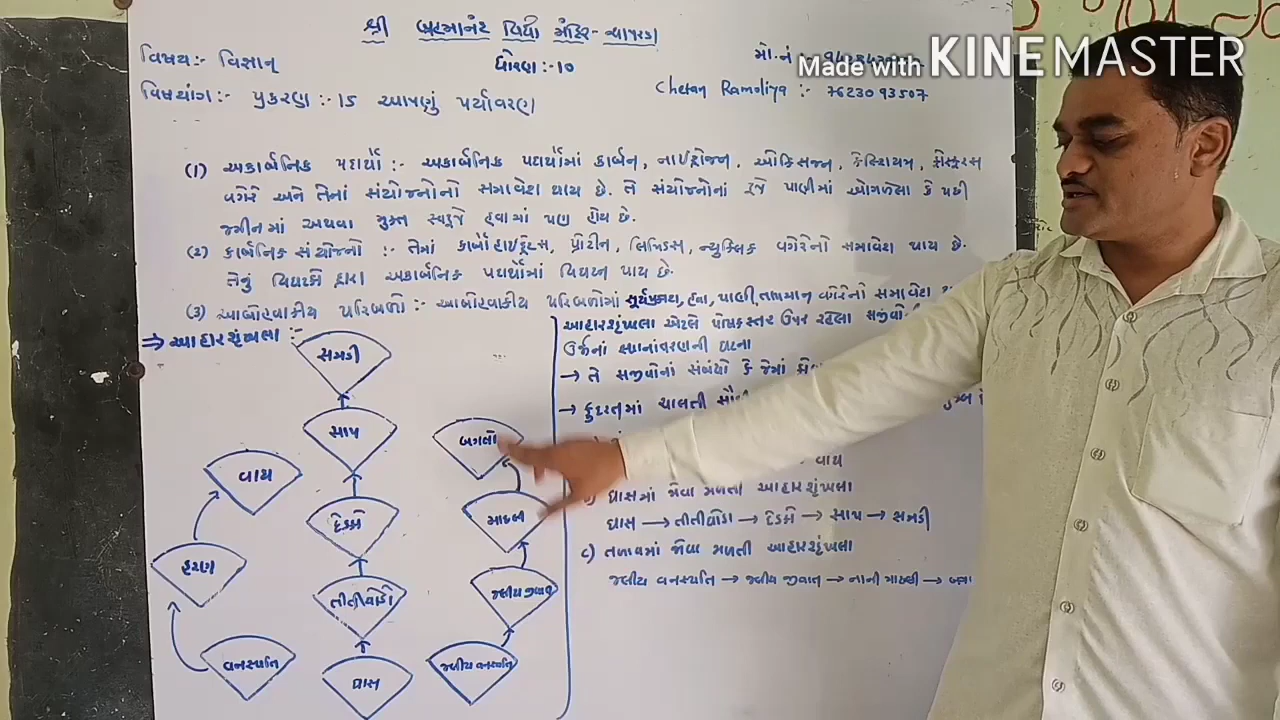 શ્રી બ્રહ્માનંદ વિદ્યા મંદિર - ચાપરડા
વિષય:- વિજ્ઞાન
ધોરણ:-10
મો.નં :-
Made with KINEMASTER
વિષયાંગ:- પ્રકરણ:-15 આપણું પર્યાવરણ
Chetan Ramoliya :- 7623093507
(1) અકાર્બનિક પદાર્થો :- અકાર્બનિક પદાર્થોમાં કાર્બન, નાઈટ્રોજન, ઓક્સિજન, કેલ્શિયમ, ફોસ્ફરસ
વગેરે અને તેનાં સંયોજનોનો સમાવેશ થાય છે. તે સંયોજનોનાં રૂપે પાણીમાં ઓગળેલા કે પછી
જમીનમાં અથવા મુક્ત સ્વરૂપે હવામાં પણ હોય છે.
(2) કાર્બનિક સંયોજનો :- તેમાં કાર્બોહાઈડ્રેટસ, પ્રોટીન, લિપિડસ, ન્યુક્લિક વગેરેનો સમાવેશ થાય છે.
તેનું વિઘટકો દ્વારા અકાર્બનિક પદાર્થોમાં વિઘટન થાય છે.
(3) આબોહવાકીય પરિબળો :- આબોહવાકીય પરિબળોમાં સૂર્યપ્રકાશ, હવા, પાણી, તાપમાન વગેરેનો સમાવેશ
⇒ આહારશૃંખલા :-
સમડી
સાપ
દેડકો
તીતીઘોડો
ઘાસ
વાઘ
હરણ
વનસ્પતિ
બગલો
માછલી
જલીય જીવાત
જલીય વનસ્પતિ
આહારશૃંખલા એટલે પોષકસ્તર ઉપર રહેલા સજીવો
ઉર્જાનાં સ્થાનાંતરણની ઘટના
→ તે સજીવોનાં સંબંધો કે જેમાં
→ કુદરતમાં ચાલતી સૌથી
વાઘ
ઘાસમાં જોવા મળતી આહારશૃંખલા
ઘાસ → તીતીઘોડા → દેડકો → સાપ → સમડી
c) તળાવમાં જોવા મળતી આહારશૃંખલા
જલીય વનસ્પતિ → જલીય જીવાત → નાની માછલી → બગલા